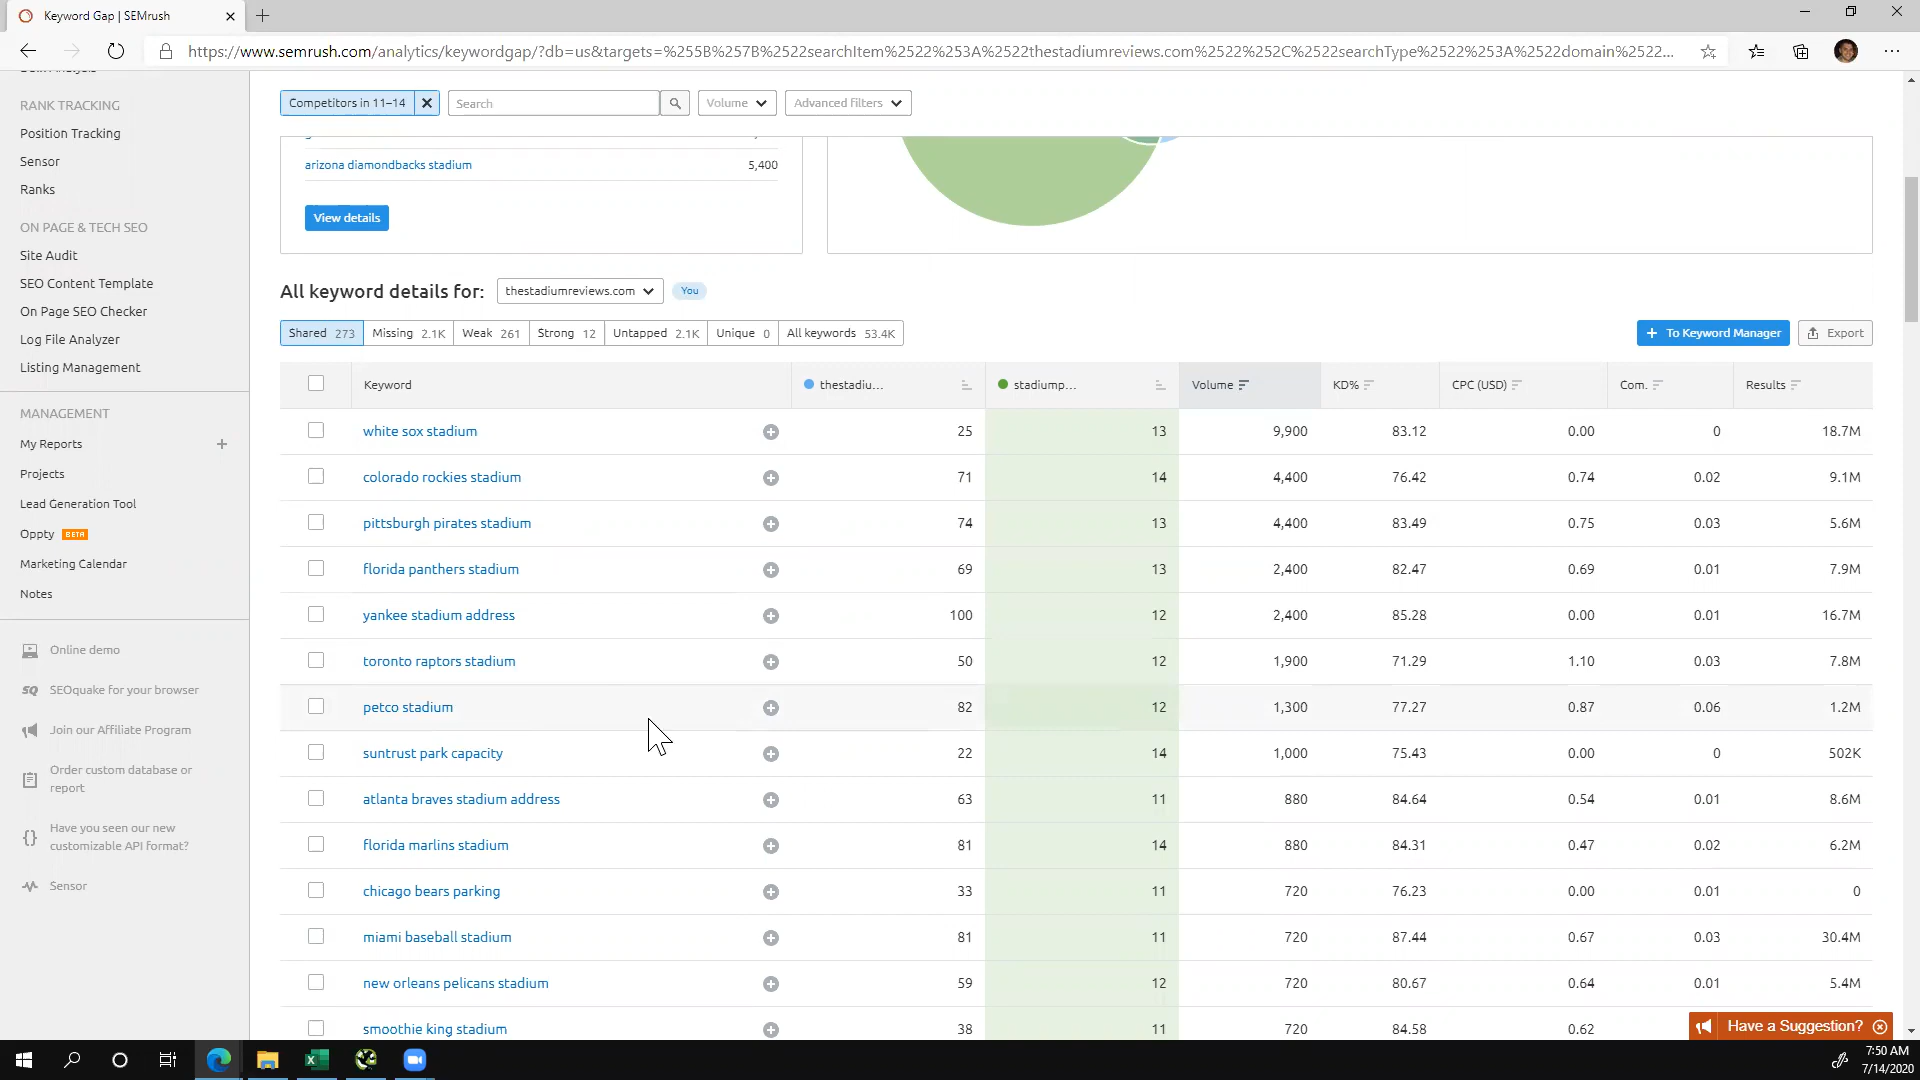 Keyword Gap | SEMrush
https://www.semrush.com/analytics/keywordgap/?db=us&targets=%255B%257B%2522searchItem%2522%253A%2522thestadiumreviews.com%2522%252C%2522searchType%2522%253A%2522domain%2522...
RANK TRACKING
Position Tracking
Sensor
Ranks
ON PAGE & TECH SEO
Site Audit
SEO Content Template
On Page SEO Checker
Log File Analyzer
Listing Management
MANAGEMENT
My Reports
Projects
Lead Generation Tool
Oppty BETA
Marketing Calendar
Notes
Online demo
SQ SEOquake for your browser
Join our Affiliate Program
Order custom database or
report
Have you seen our new
customizable API format?
Sensor
Competitors in 11–14 Search Volume Advanced filters
arizona diamondbacks stadium 5,400
View details
All keyword details for: thestadiumreviews.com You
Shared 273 Missing 2.1K Weak 261 Strong 12 Untapped 2.1K Unique 0 All keywords 53.4K + To Keyword Manager Export
Keyword thestadiu... stadiump... Volume KD% CPC (USD) Com. Results
white sox stadium 25 13 9,900 83.12 0.00 0 18.7M
colorado rockies stadium 71 14 4,400 76.42 0.74 0.02 9.1M
pittsburgh pirates stadium 74 13 4,400 83.49 0.75 0.03 5.6M
florida panthers stadium 69 13 2,400 82.47 0.69 0.01 7.9M
yankee stadium address 100 12 2,400 85.28 0.00 0.01 16.7M
toronto raptors stadium 50 12 1,900 71.29 1.10 0.03 7.8M
petco stadium 82 12 1,300 77.27 0.87 0.06 1.2M
suntrust park capacity 22 14 1,000 75.43 0.00 0 502K
atlanta braves stadium address 63 11 880 84.64 0.54 0.01 8.6M
florida marlins stadium 81 14 880 84.31 0.47 0.02 6.2M
chicago bears parking 33 11 720 76.23 0.00 0.01 0
miami baseball stadium 81 11 720 87.44 0.67 0.03 30.4M
new orleans pelicans stadium 59 12 720 80.67 0.64 0.01 5.4M
smoothie king stadium 38 11 720 84.58 0.62
Have a Suggestion?
7:50 AM
7/14/2020